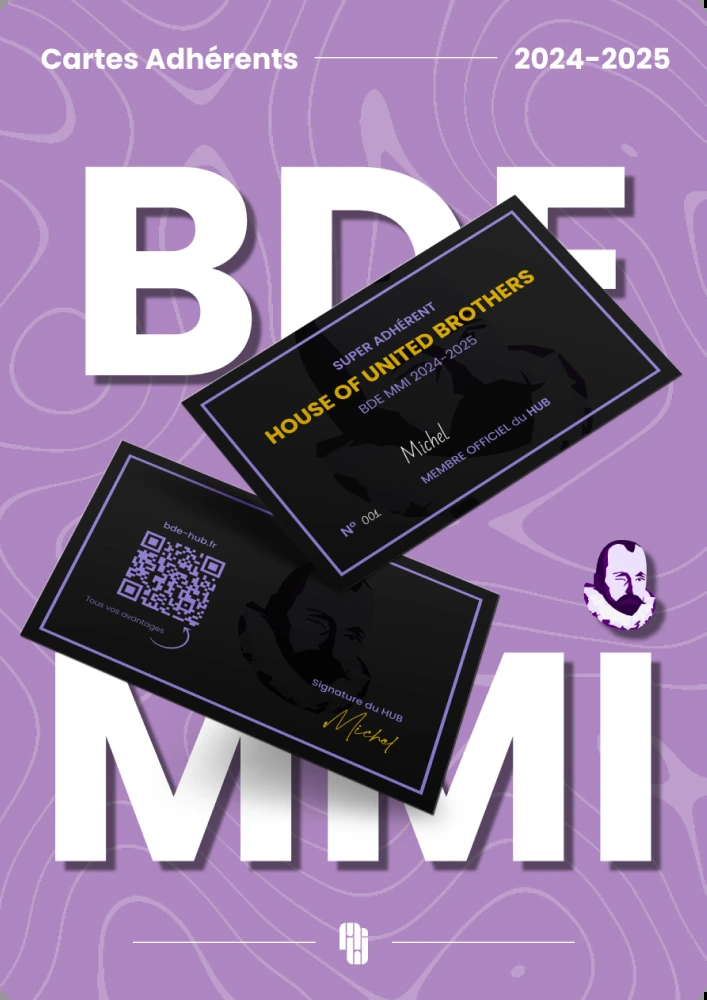 Cartes Adhérents
2024-2025
BDE
SUPER ADHÉRENT
HOUSE OF UNITED BROTHERS
BDE MMI 2024-2025
Michel
MEMBRE OFFICIEL du HUB
N° 001
bde-hub.fr
Tous vos avantages
Signature du HUB
Michel
MMI